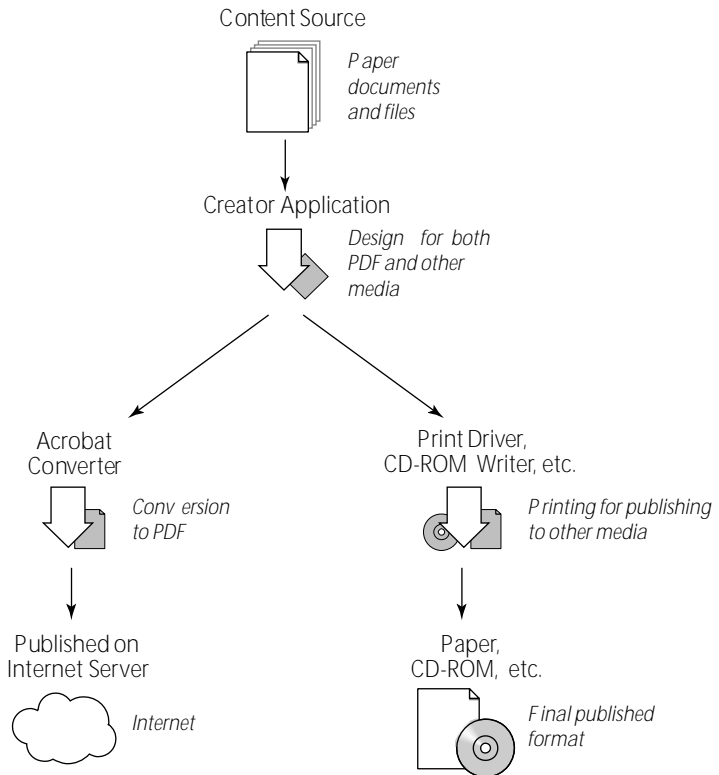 Content Source
Paper
documents
and files
Creator Application
Design for both
PDF and other
media
Acrobat
Converter
Conversion
to PDF
Print Driver,
CD-ROM Writer, etc.
Printing for publishing
to other media
Published on
Internet Server
Internet
Paper,
CD-ROM, etc.
Final published
format